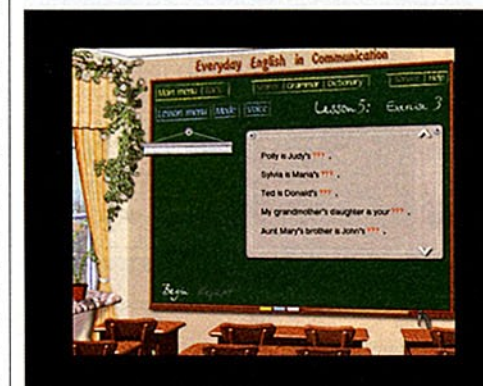 Everyday English in Communication
Main menu Grammar Dictionary Help
Lesson menu Mode Voice Lesson 5: Exercise 3
Polly is Judy's ??? .
Sylvia is Maria's ??? .
Ted is Donald's ??? .
My grandmother's daughter is your ??? .
Aunt Mary's brother is John's ??? .
Begin